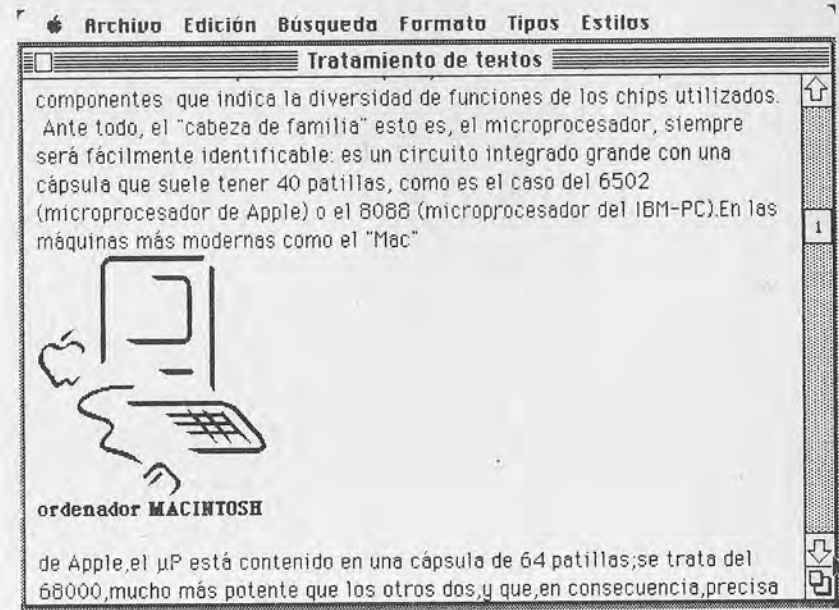 Archivo Edición Búsqueda Formato Tipos Estilos
Tratamiento de textos
componentes que indica la diversidad de funciones de los chips utilizados.
Ante todo, el "cabeza de familia" esto es, el microprocesador, siempre
será fácilmente identificable: es un circuito integrado grande con una
cápsula que suele tener 40 patillas, como es el caso del 6502
(microprocesador de Apple) o el 8088 (microprocesador del IBM-PC).En las
máquinas más modernas como el "Mac"
1
ordenador MACINTOSH
de Apple,el µP está contenido en una cápsula de 64 patillas;se trata del
68000,mucho más potente que los otros dos,y que,en consecuencia,precisa